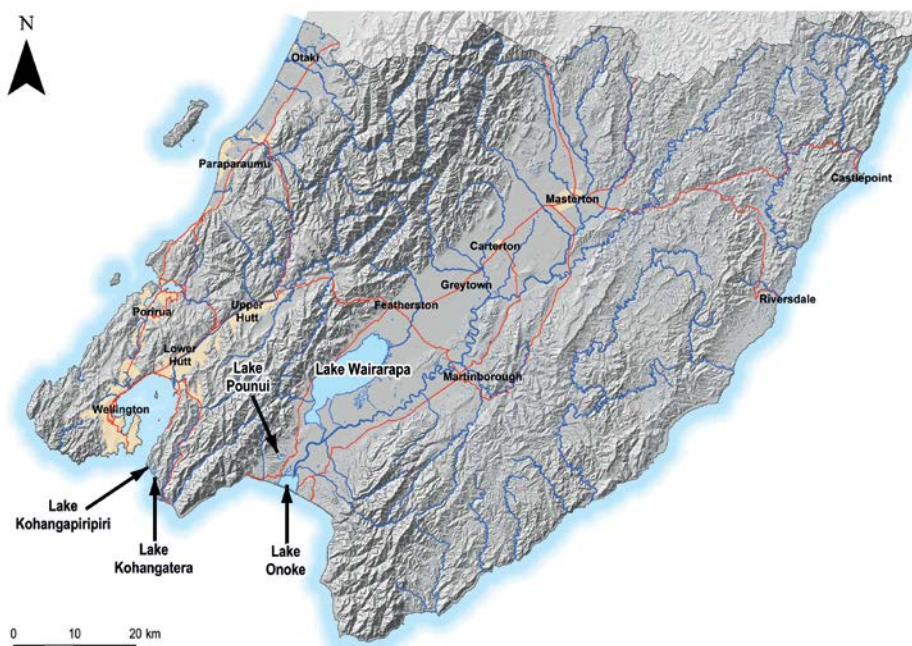 N
Otaki
Paraparaumu
Masterton
Castlepoint
Carterton
Greytown
Riversdale
Featherston
Upper
Hutt
Porirua
Lower
Hutt
Lake
Pounui
Lake Wairarapa
Martinborough
Wellington
Lake
Kohangapiripiri
Lake
Kohangatera
Lake
Onoke
0 10 20 km